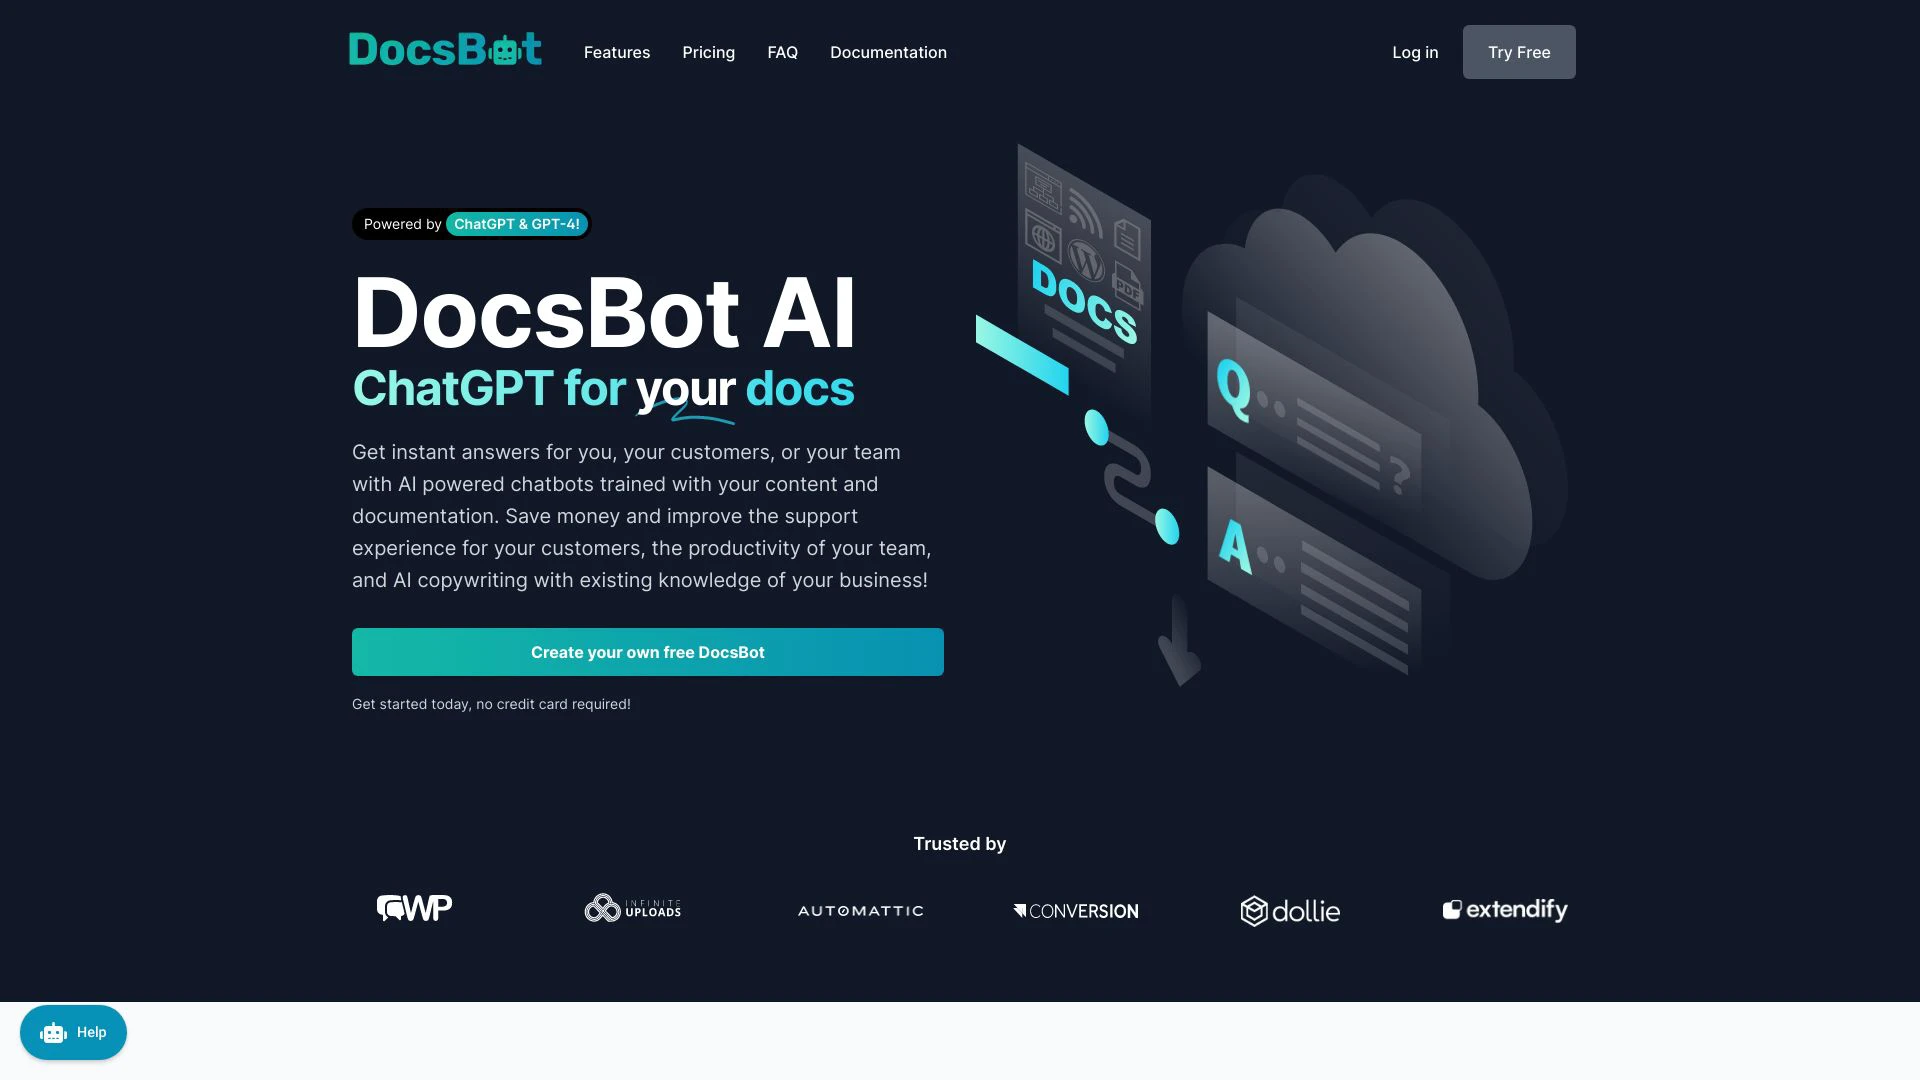 DocsBot
Features
Pricing
FAQ
Documentation
Log in
Try Free
Powered by ChatGPT & GPT-4!
DocsBot AI
ChatGPT for your docs
Get instant answers for you, your customers, or your team
with AI powered chatbots trained with your content and
documentation. Save money and improve the support
experience for your customers, the productivity of your team,
and AI copywriting with existing knowledge of your business!
Create your own free DocsBot
Get started today, no credit card required!
PDF
DOCS
Q
?
A
Trusted by
WP
INFINITE
UPLOADS
AUTOMATTIC
CONVERSION
dollie
extendify
Help